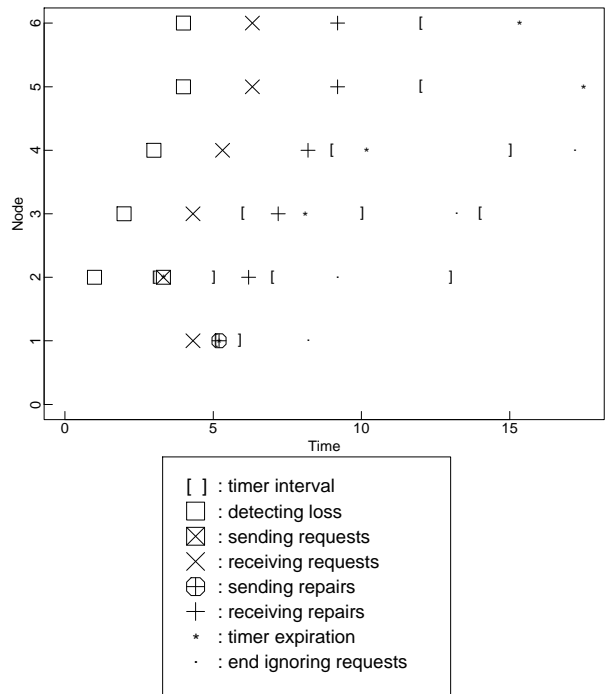 6
5
4
3
2
1
0
Node
0 5 10 15
Time
[ ] : timer interval
: detecting loss
: sending requests
: receiving requests
: sending repairs
: receiving repairs
* : timer expiration
· : end ignoring requests